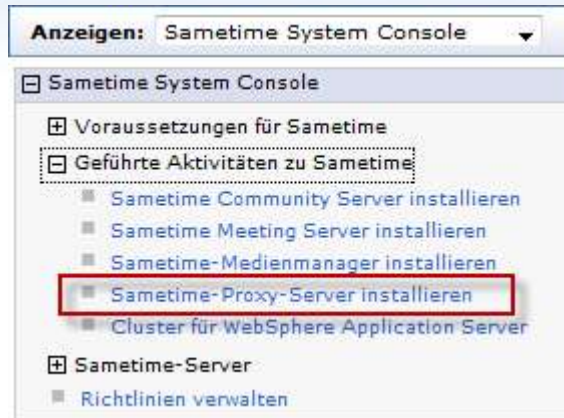 Anzeigen: Sametime System Console
Sametime System Console
Voraussetzungen für Sametime
Geführte Aktivitäten zu Sametime
Sametime Community Server installieren
Sametime Meeting Server installieren
Sametime-Medienmanager installieren
Sametime-Proxy-Server installieren
Cluster für WebSphere Application Server
Sametime-Server
Richtlinien verwalten